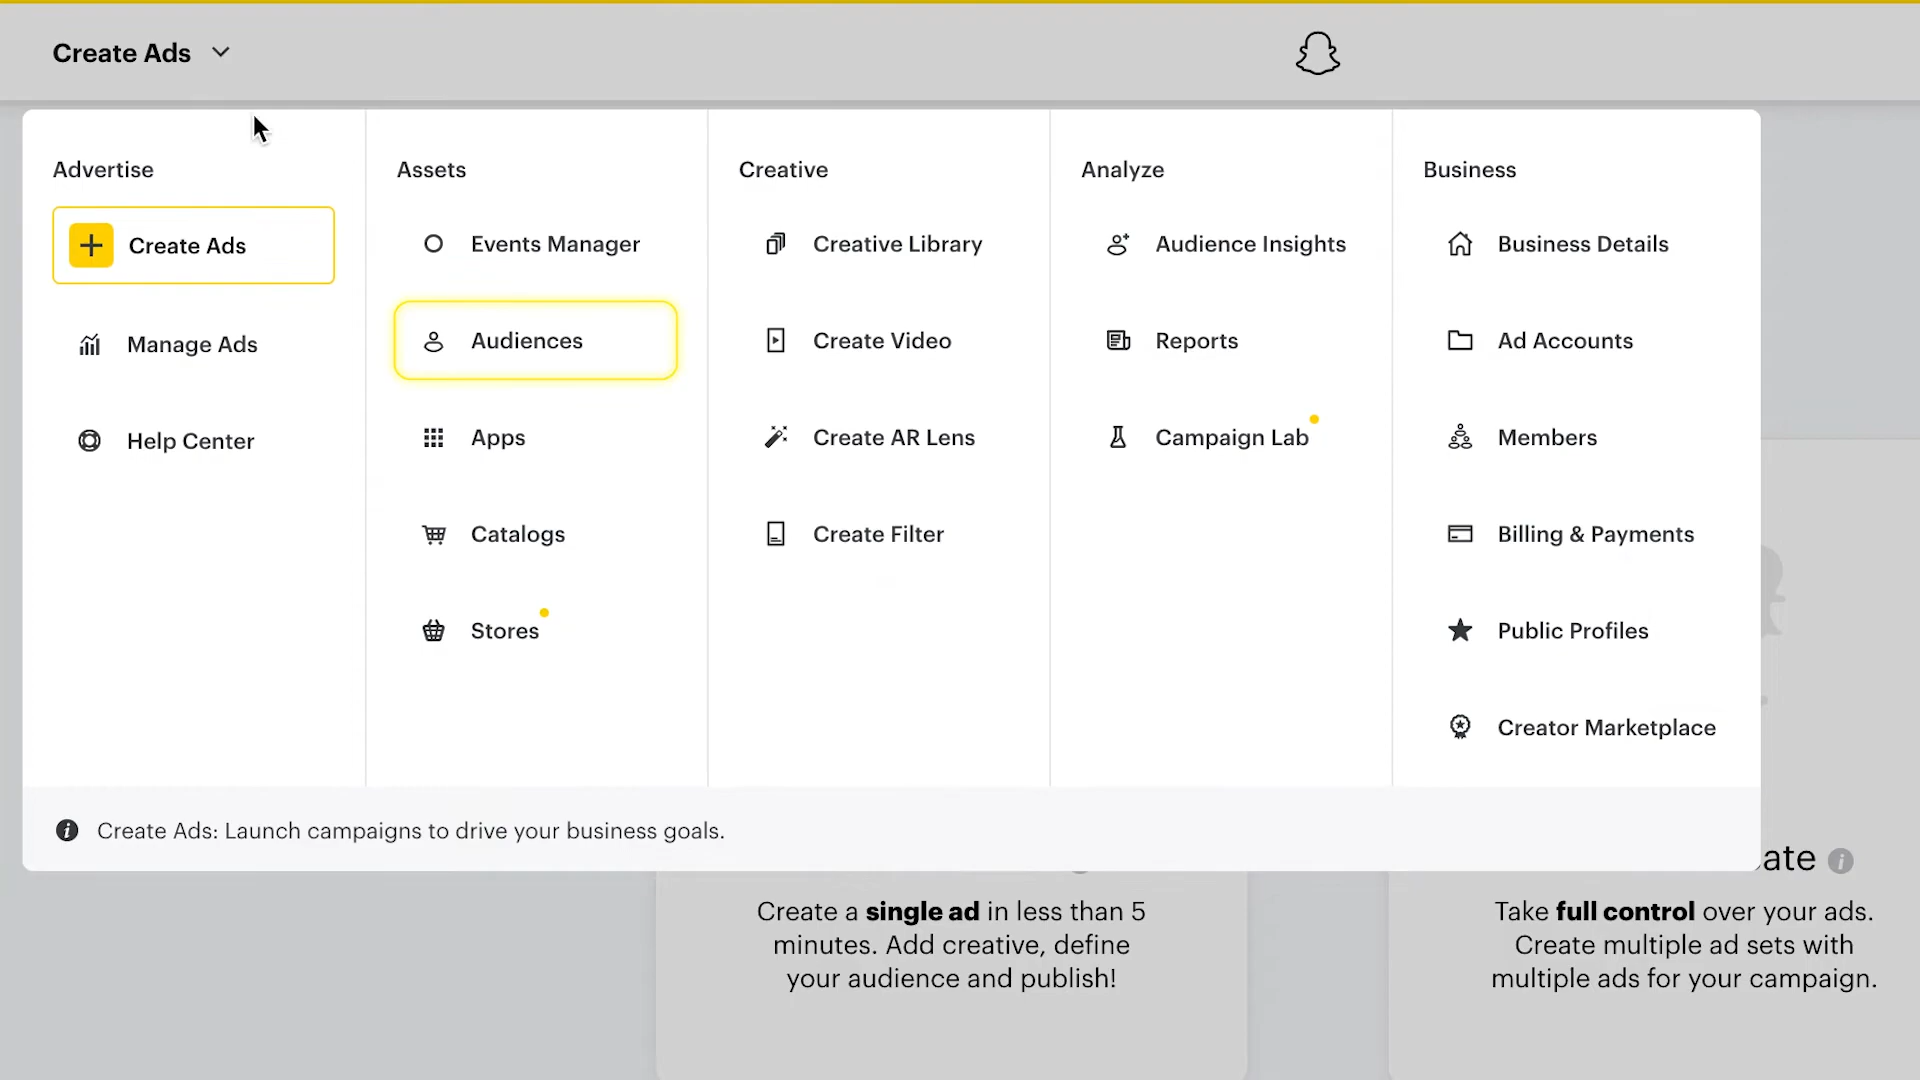 Create Ads
Advertise
Create Ads
Manage Ads
Help Center
Assets
Events Manager
Audiences
Apps
Catalogs
Stores
Creative
Creative Library
Create Video
Create AR Lens
Create Filter
Analyze
Audience Insights
Reports
Campaign Lab
Business
Business Details
Ad Accounts
Members
Billing & Payments
Public Profiles
Creator Marketplace
Create Ads: Launch campaigns to drive your business goals.
Create a single ad in less than 5
minutes. Add creative, define
your audience and publish!
ate
Take full control over your ads.
Create multiple ad sets with
multiple ads for your campaign.